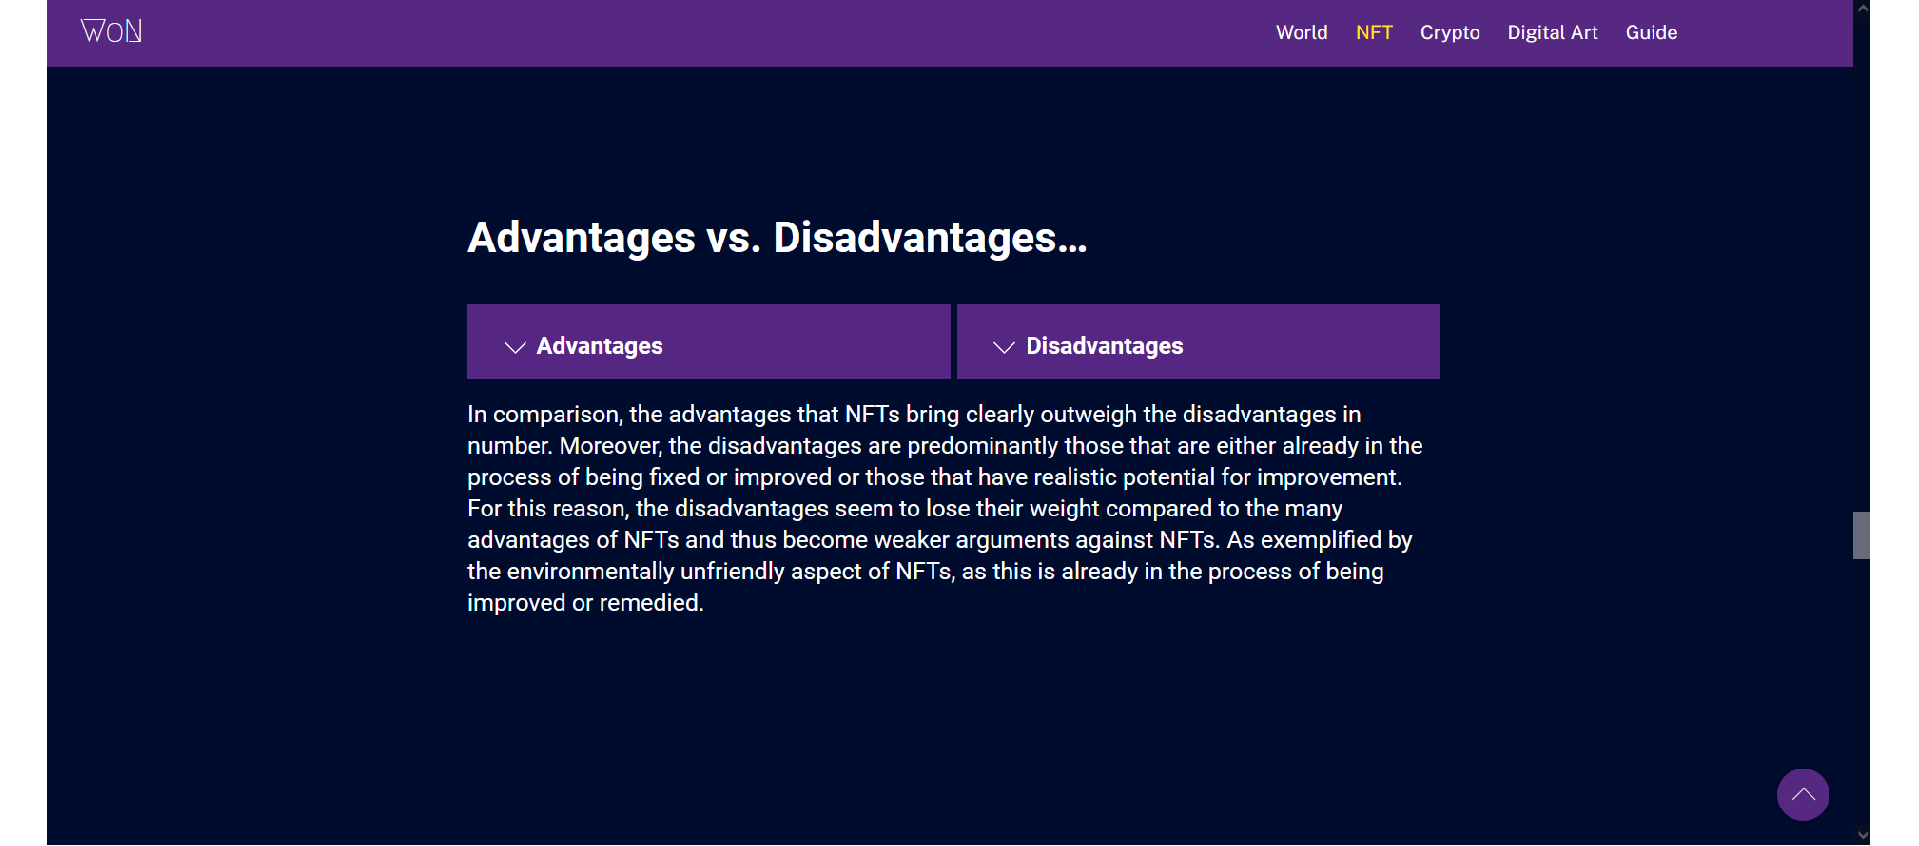 WoN
World NFT Crypto Digital Art Guide
Advantages vs. Disadvantages...
Advantages
Disadvantages
In comparison, the advantages that NFTs bring clearly outweigh the disadvantages in
number. Moreover, the disadvantages are predominantly those that are either already in the
process of being fixed or improved or those that have realistic potential for improvement.
For this reason, the disadvantages seem to lose their weight compared to the many
advantages of NFTs and thus become weaker arguments against NFTs. As exemplified by
the environmentally unfriendly aspect of NFTs, as this is already in the process of being
improved or remedied.